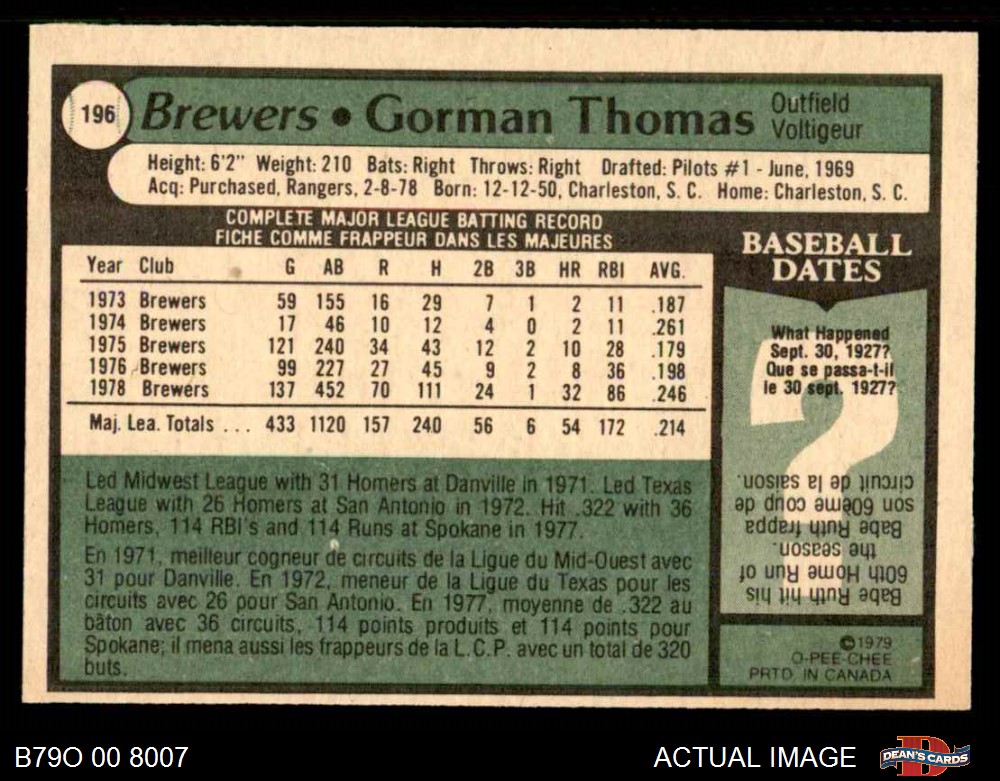 196
Brewers • Gorman Thomas
Outfield
Voltigeur
Height: 6'2" Weight: 210 Bats: Right Throws: Right Drafted: Pilots #1 - June, 1969
Acq: Purchased, Rangers, 2-8-78 Born: 12-12-50, Charleston, S. C. Home: Charleston, S. C.
COMPLETE MAJOR LEAGUE BATTING RECORD
FICHE COMME FRAPPEUR DANS LES MAJEURES
Year Club G AB R H 2B 3B HR RBI AVG.
1973 Brewers 59 155 16 29 7 1 2 11 .187
1974 Brewers 17 46 10 12 4 0 2 11 .261
1975 Brewers 121 240 34 43 12 2 10 28 .179
1976 Brewers 99 227 27 45 9 2 8 36 .198
1978 Brewers 137 452 70 111 24 1 32 86 .246
Maj. Lea. Totals . . . 433 1120 157 240 56 6 54 172 .214
Led Midwest League with 31 Homers at Danville in 1971. Led Texas
League with 26 Homers at San Antonio in 1972. Hit .322 with 36
Homers, 114 RBI's and 114 Runs at Spokane in 1977.
En 1971, meilleur cogneur de circuits de la Ligue du Mid-Ouest avec
31 pour Danville. En 1972, meneur de la Ligue du Texas pour les
circuits avec 26 pour San Antonio. En 1977, moyenne de .322 au
bâton avec 36 circuits, 114 points produits et 114 points pour
Spokane; il mena aussi les frappeurs de la L.C.P. avec un total de 320
buts.
BASEBALL
DATES
What Happened
Sept. 30, 1927?
Que se passa-t-il
le 30 sept. 1927?
Babe Ruth hit his
60th Home Run of
the season.
Babe Ruth frappa
son 60ème coup de
circuit de la saison.
©1979
O-PEE-CHEE
PRTD. IN CANADA
B79O 00 8007
ACTUAL IMAGE
DEAN'S CARDS